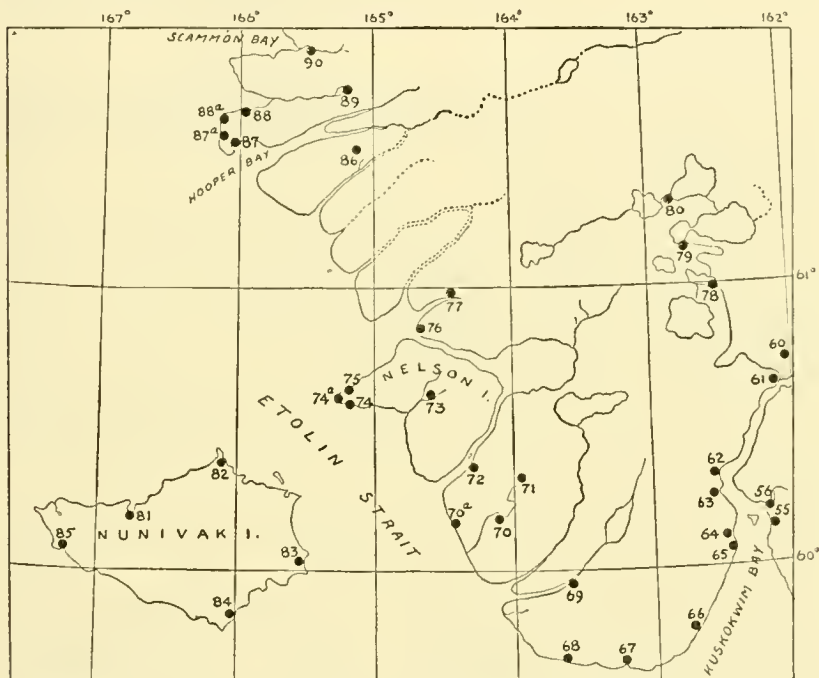 167° 166° 165° 164° 163° 162°
SCAMMON BAY
90
89
88ª 88
87ª 87
86
HOOPER BAY
80
79
61°
78
77
76
60
75
NELSON I.
61
74ª 74
73
ETOLIN STRAIT
62
82
72
71
63
56
81
70ª
70
55
85
NUNIVAK I.
64
65
83
60°
69
84
66
KUSKOKWIM BAY
68
67